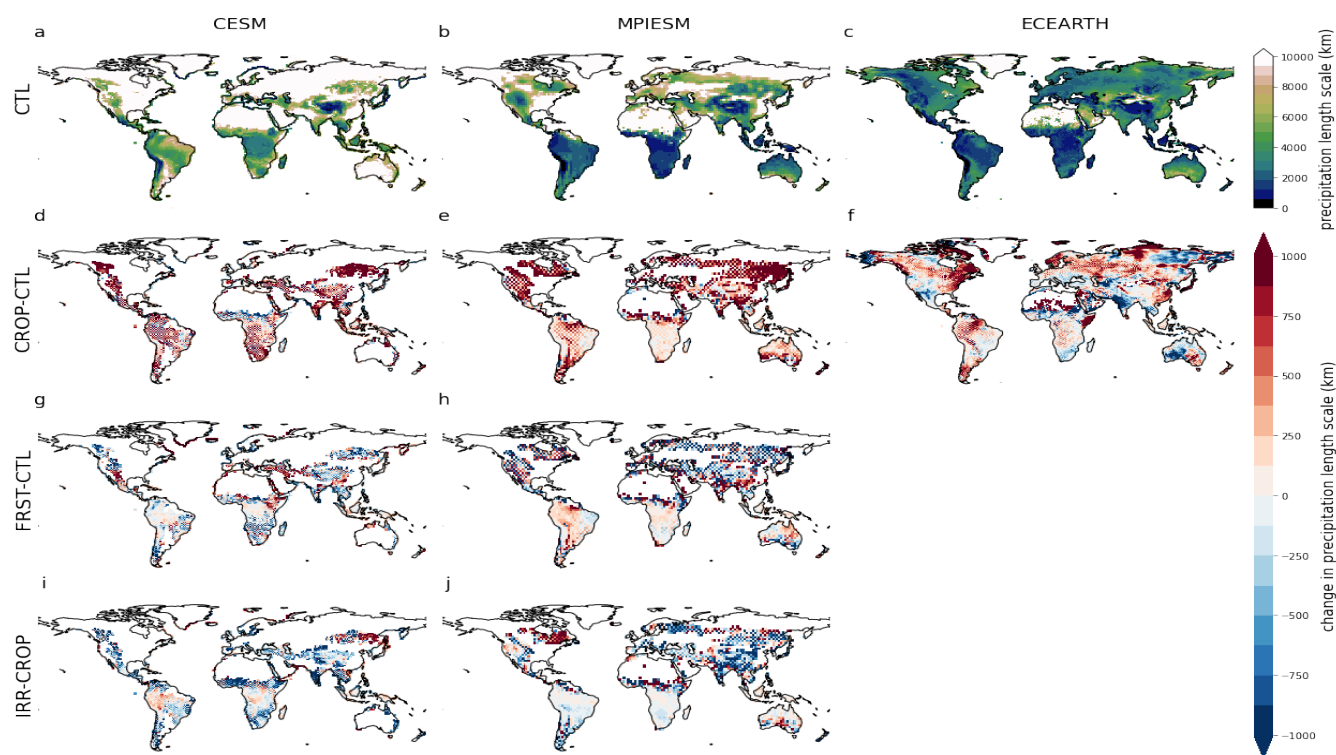 CESM
MPIESM
ECEARTH
a
b
c
CTL
10000
8000
6000
4000
2000
0
precipitation length scale (km)
d
e
f
CROP-CTL
g
h
FRST-CTL
i
j
IRR-CROP
1000
750
500
250
0
−250
−500
−750
−1000
change in precipitation length scale (km)